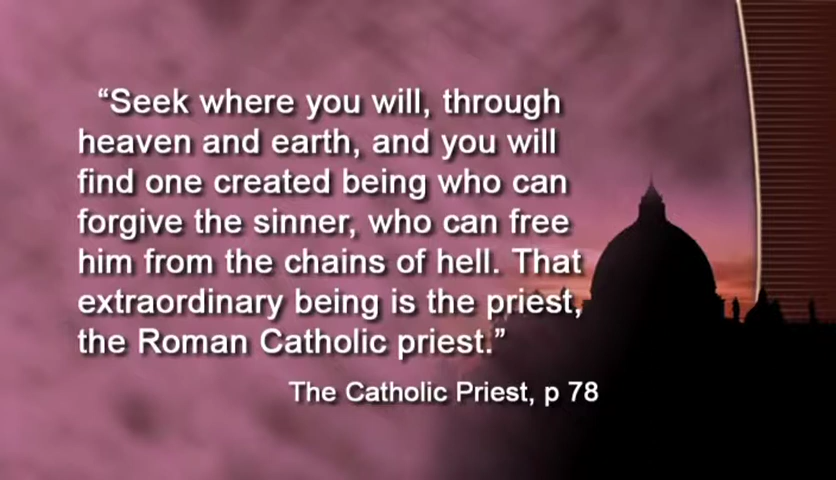 “Seek where you will, through
heaven and earth, and you will
find one created being who can
forgive the sinner, who can free
him from the chains of hell. That
extraordinary being is the priest,
the Roman Catholic priest.”
The Catholic Priest, p 78